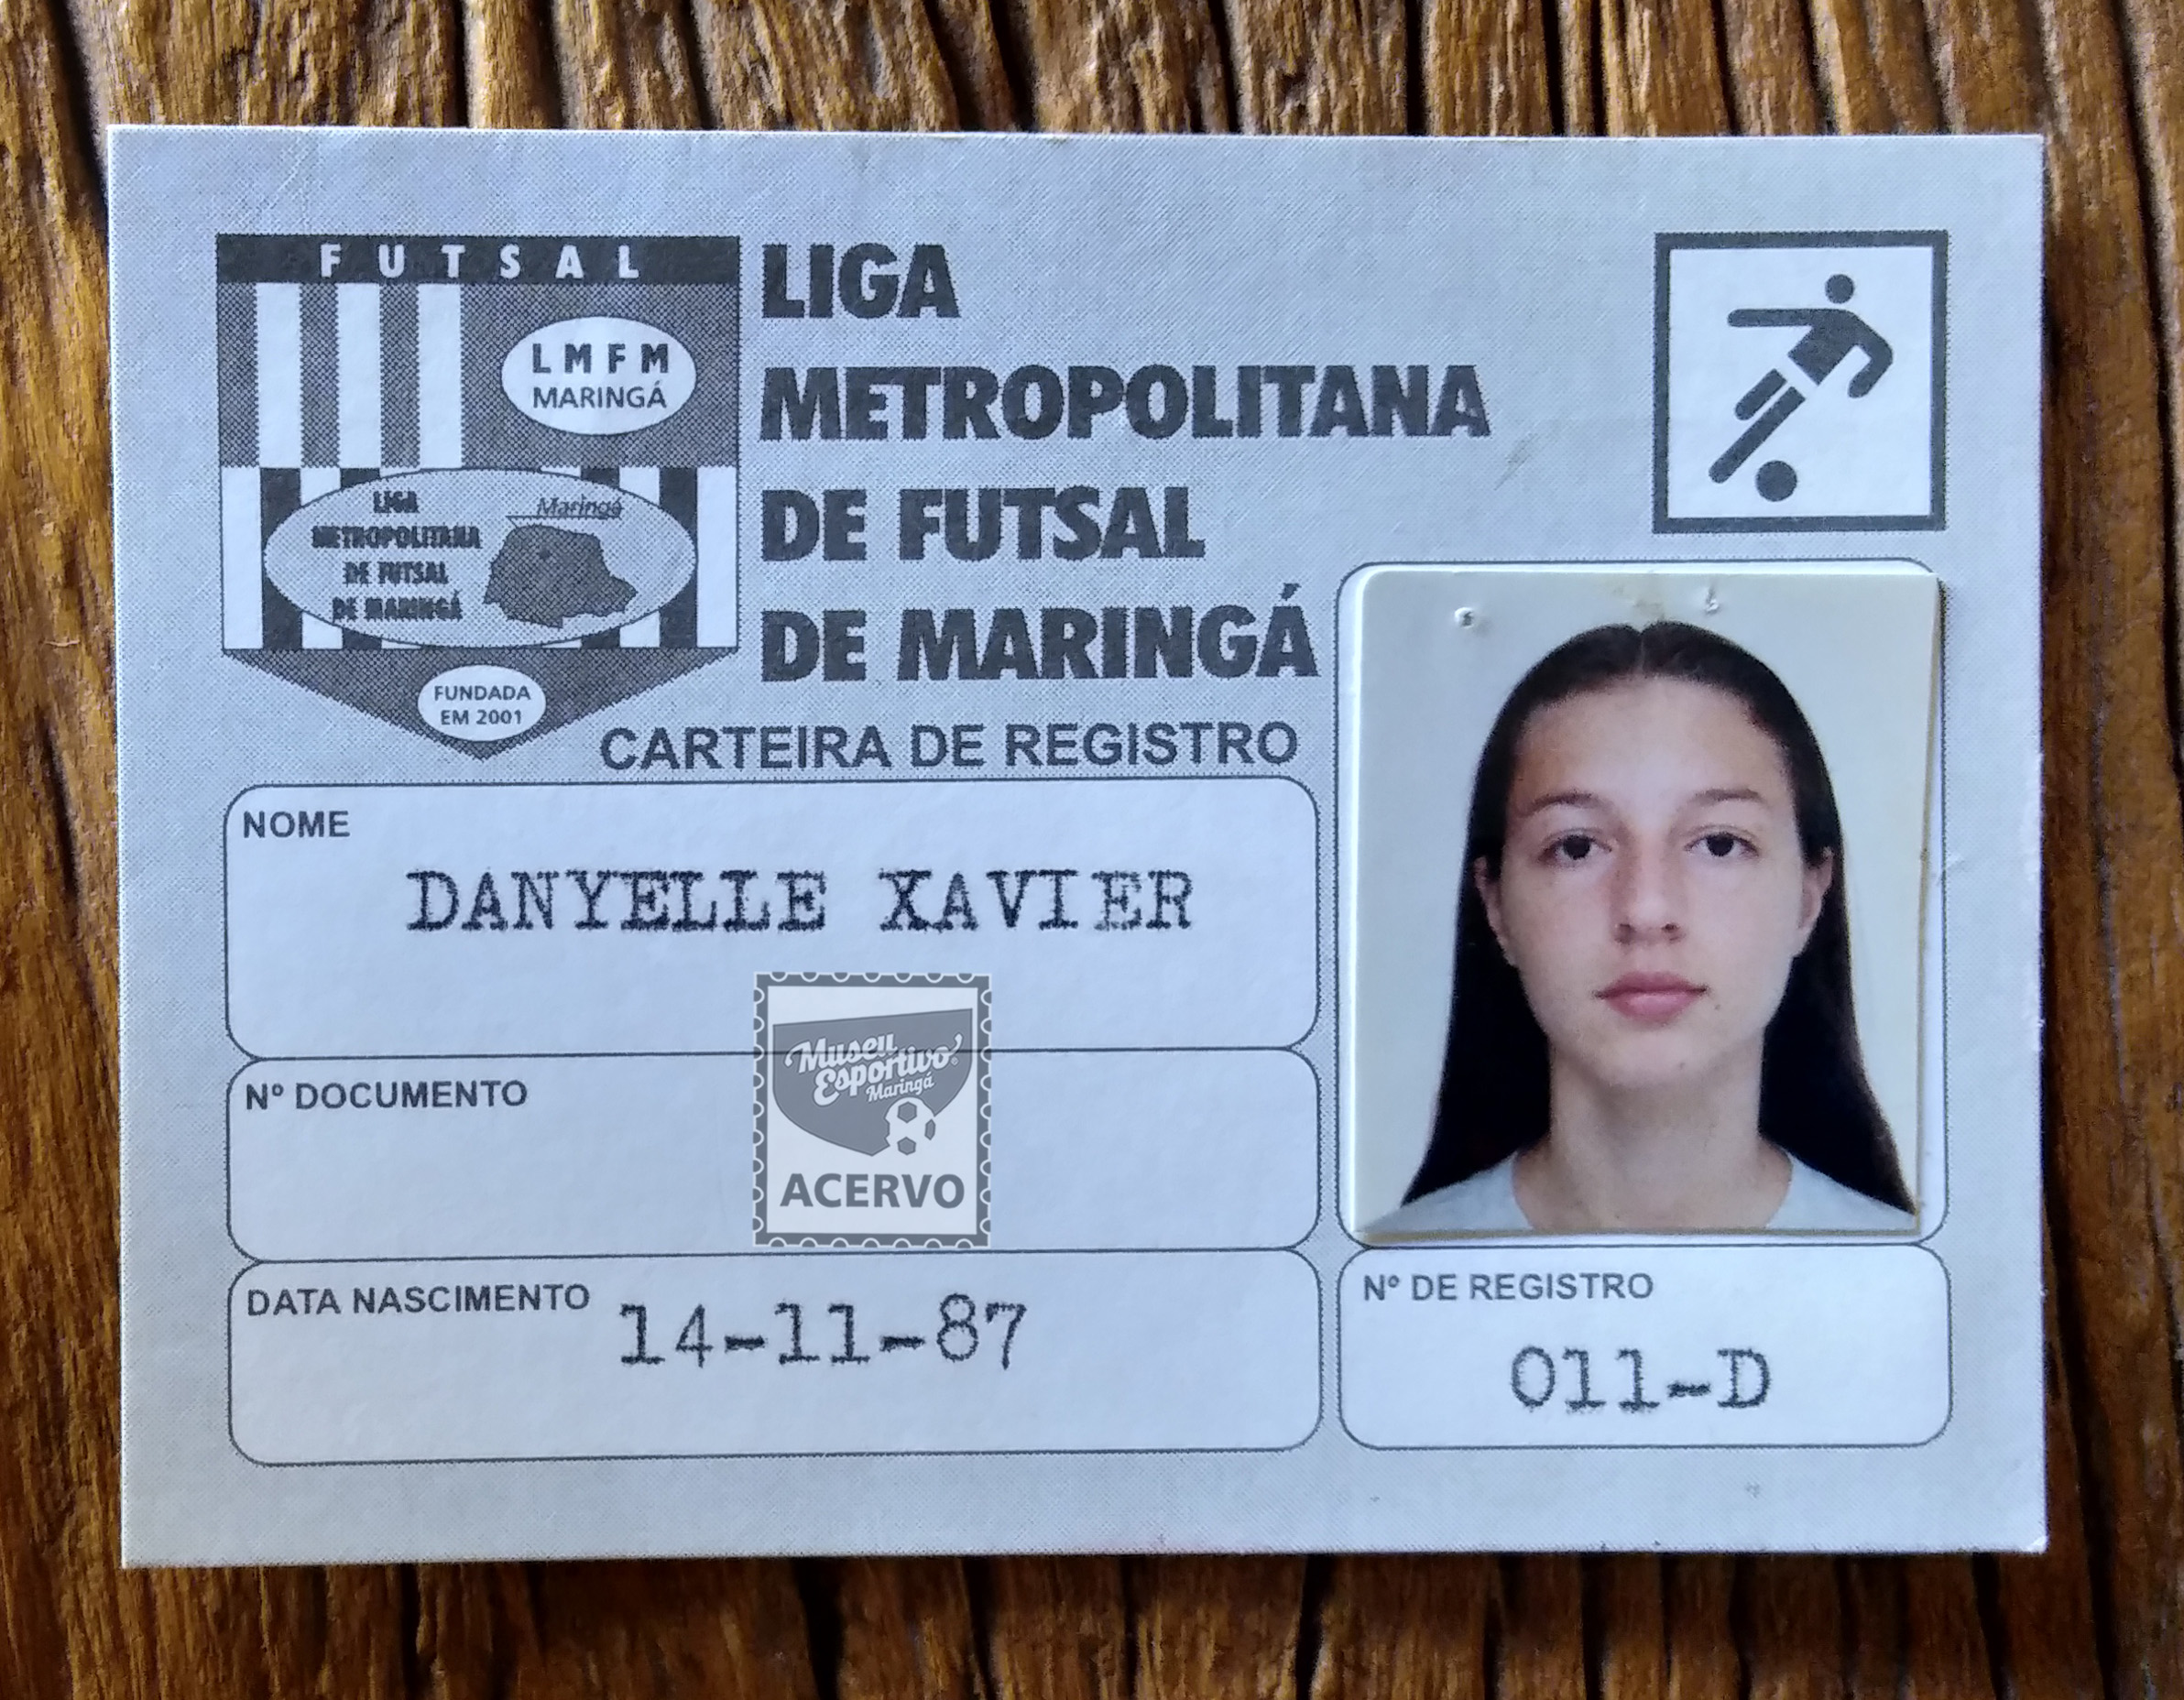 FUTSAL
LMFM
MARINGÁ
LIGA
METROPOLITANA
DE FUTSAL
DE MARINGÁ
Maringá
FUNDADA
EM 2001
LIGA
METROPOLITANA
DE FUTSAL
DE MARINGÁ
CARTEIRA DE REGISTRO
NOME
DANYELLE XAVIER
Nº DOCUMENTO
Museu
Esportivo
Maringá
ACERVO
DATA NASCIMENTO 14-11-87
Nº DE REGISTRO
011-D